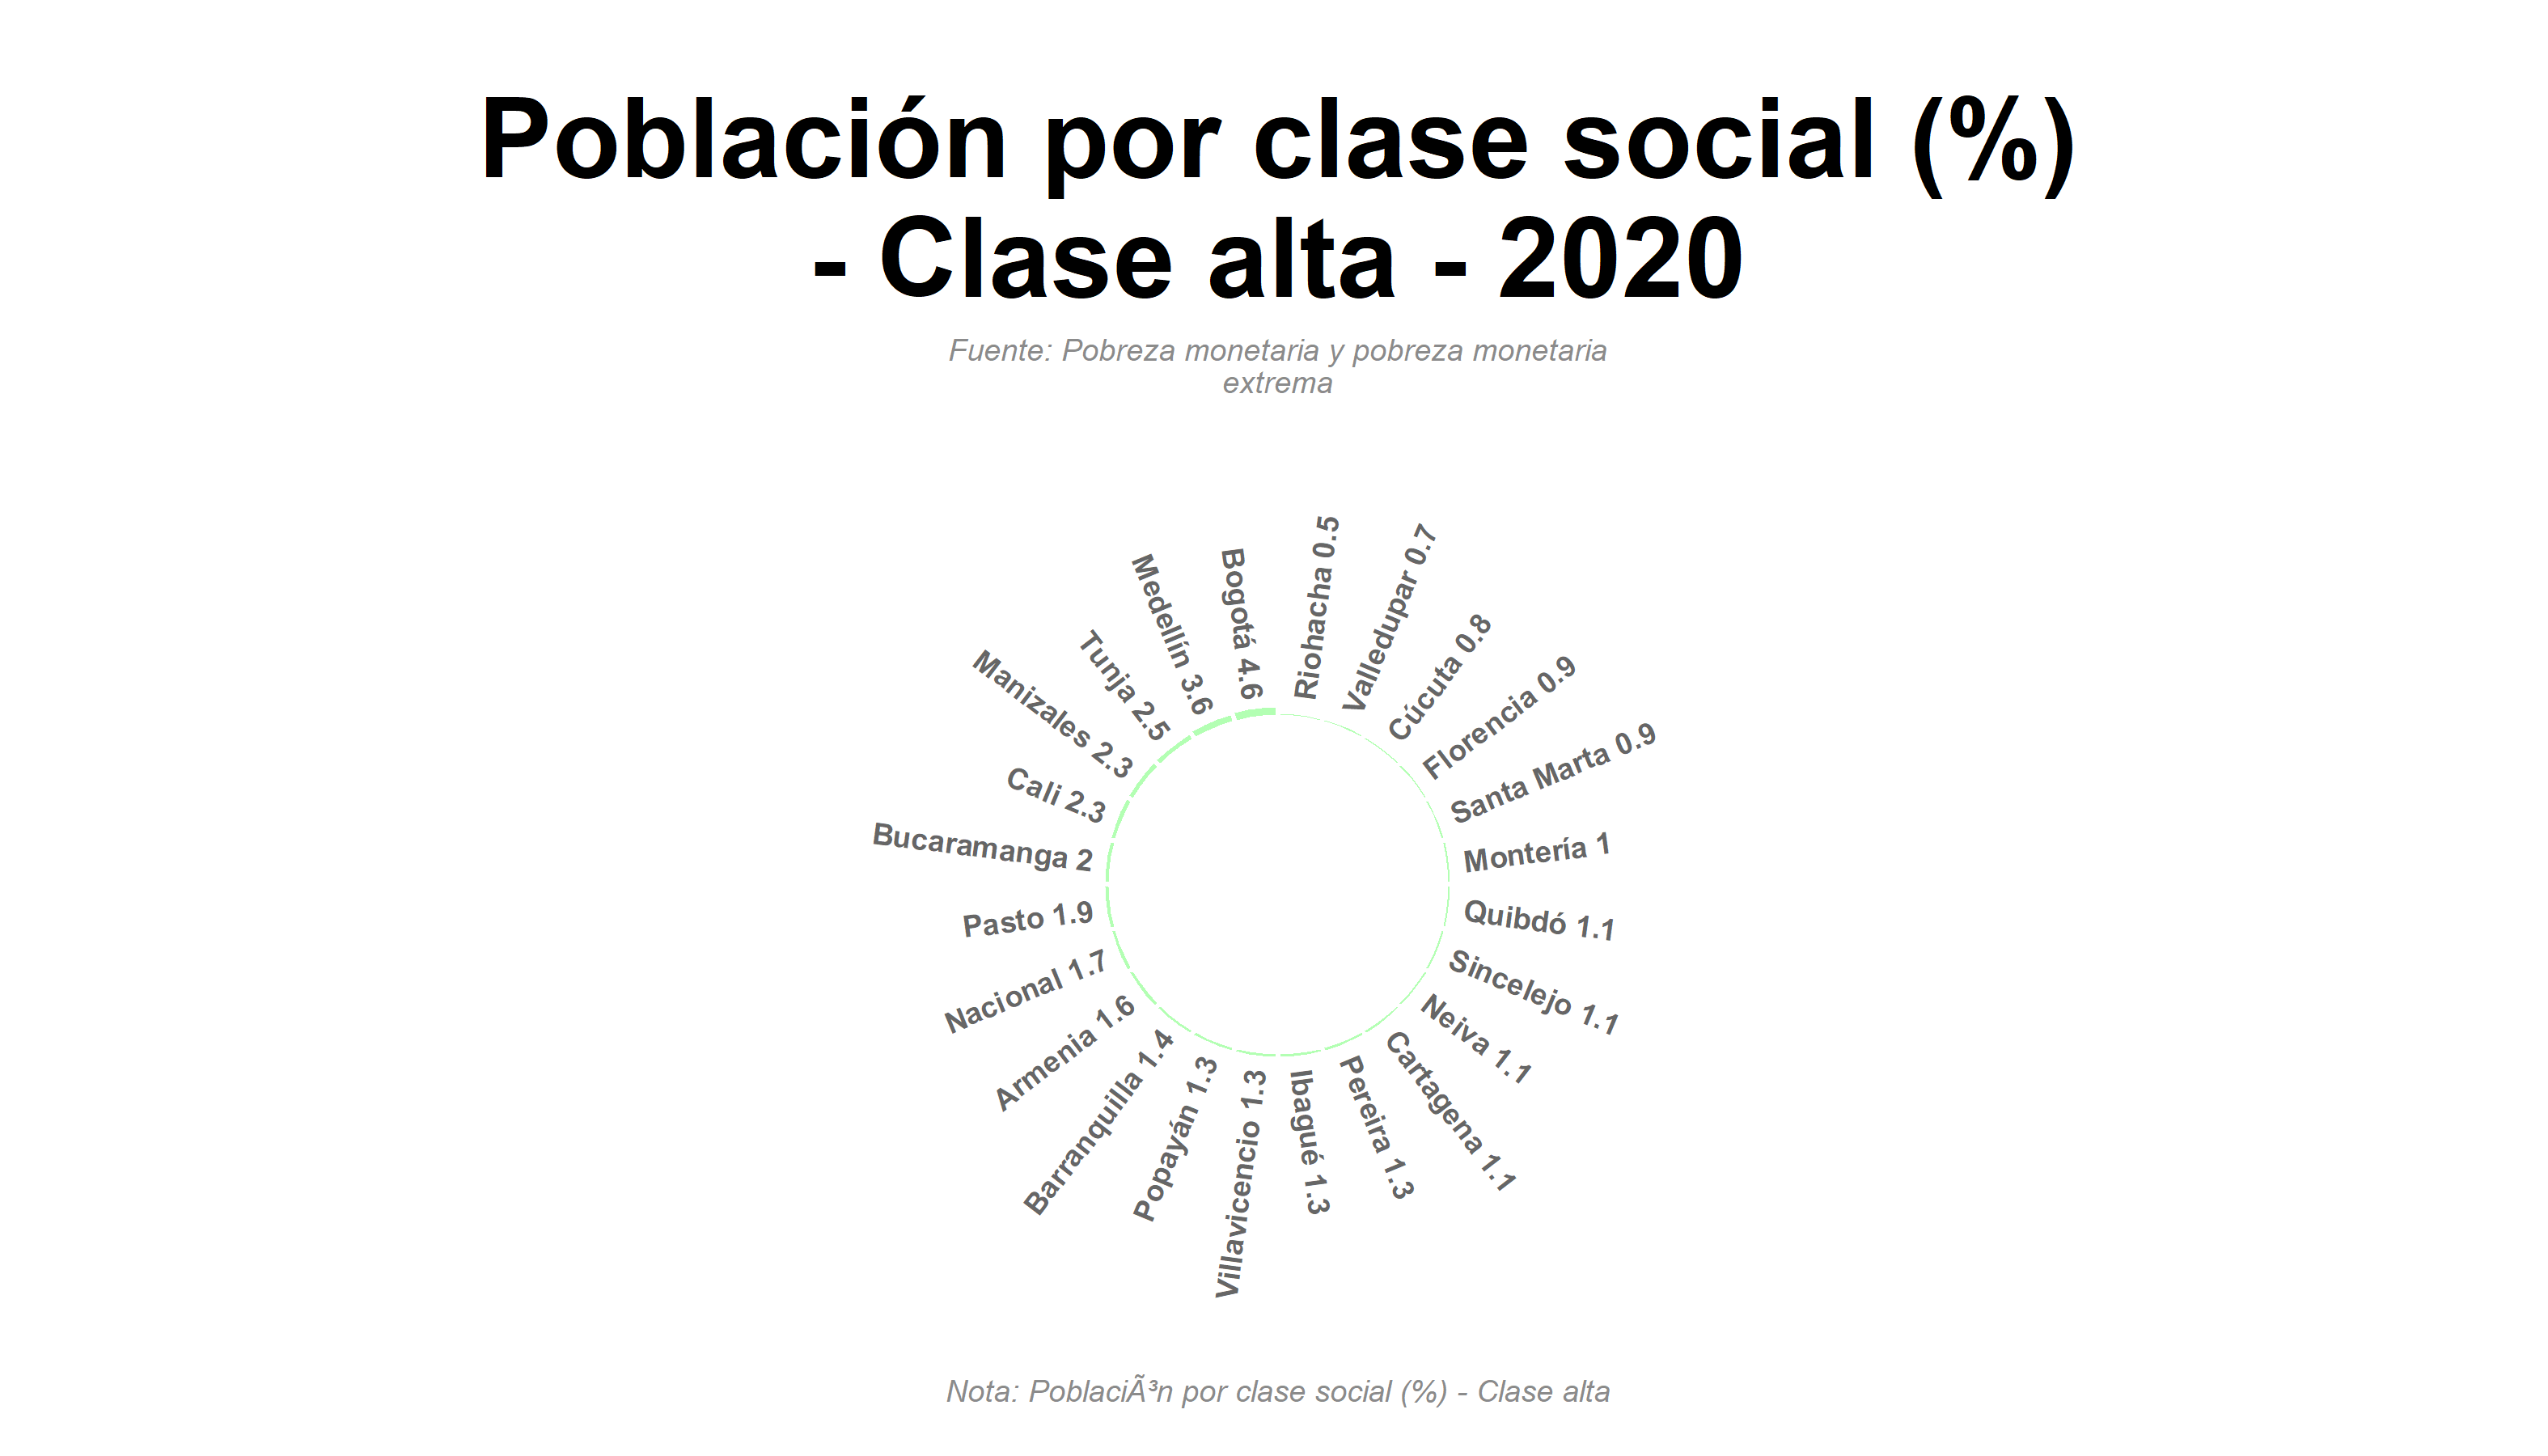 Población por clase social (%)
- Clase alta - 2020
Fuente: Pobreza monetaria y pobreza monetaria
extrema
Riohacha 0.5
Valledupar 0.7
Cúcuta 0.8
Florencia 0.9
Santa Marta 0.9
Montería 1
Quibdó 1.1
Sincelejo 1.1
Neiva 1.1
Cartagena 1.1
Pereira 1.3
Ibagué 1.3
Villavicencio 1.3
Popayán 1.3
Barranquilla 1.4
Armenia 1.6
Nacional 1.7
Pasto 1.9
Bucaramanga 2
Cali 2.3
Manizales 2.3
Tunja 2.5
Medellín 3.6
Bogotá 4.6
Nota: PoblaciÃ³n por clase social (%) - Clase alta